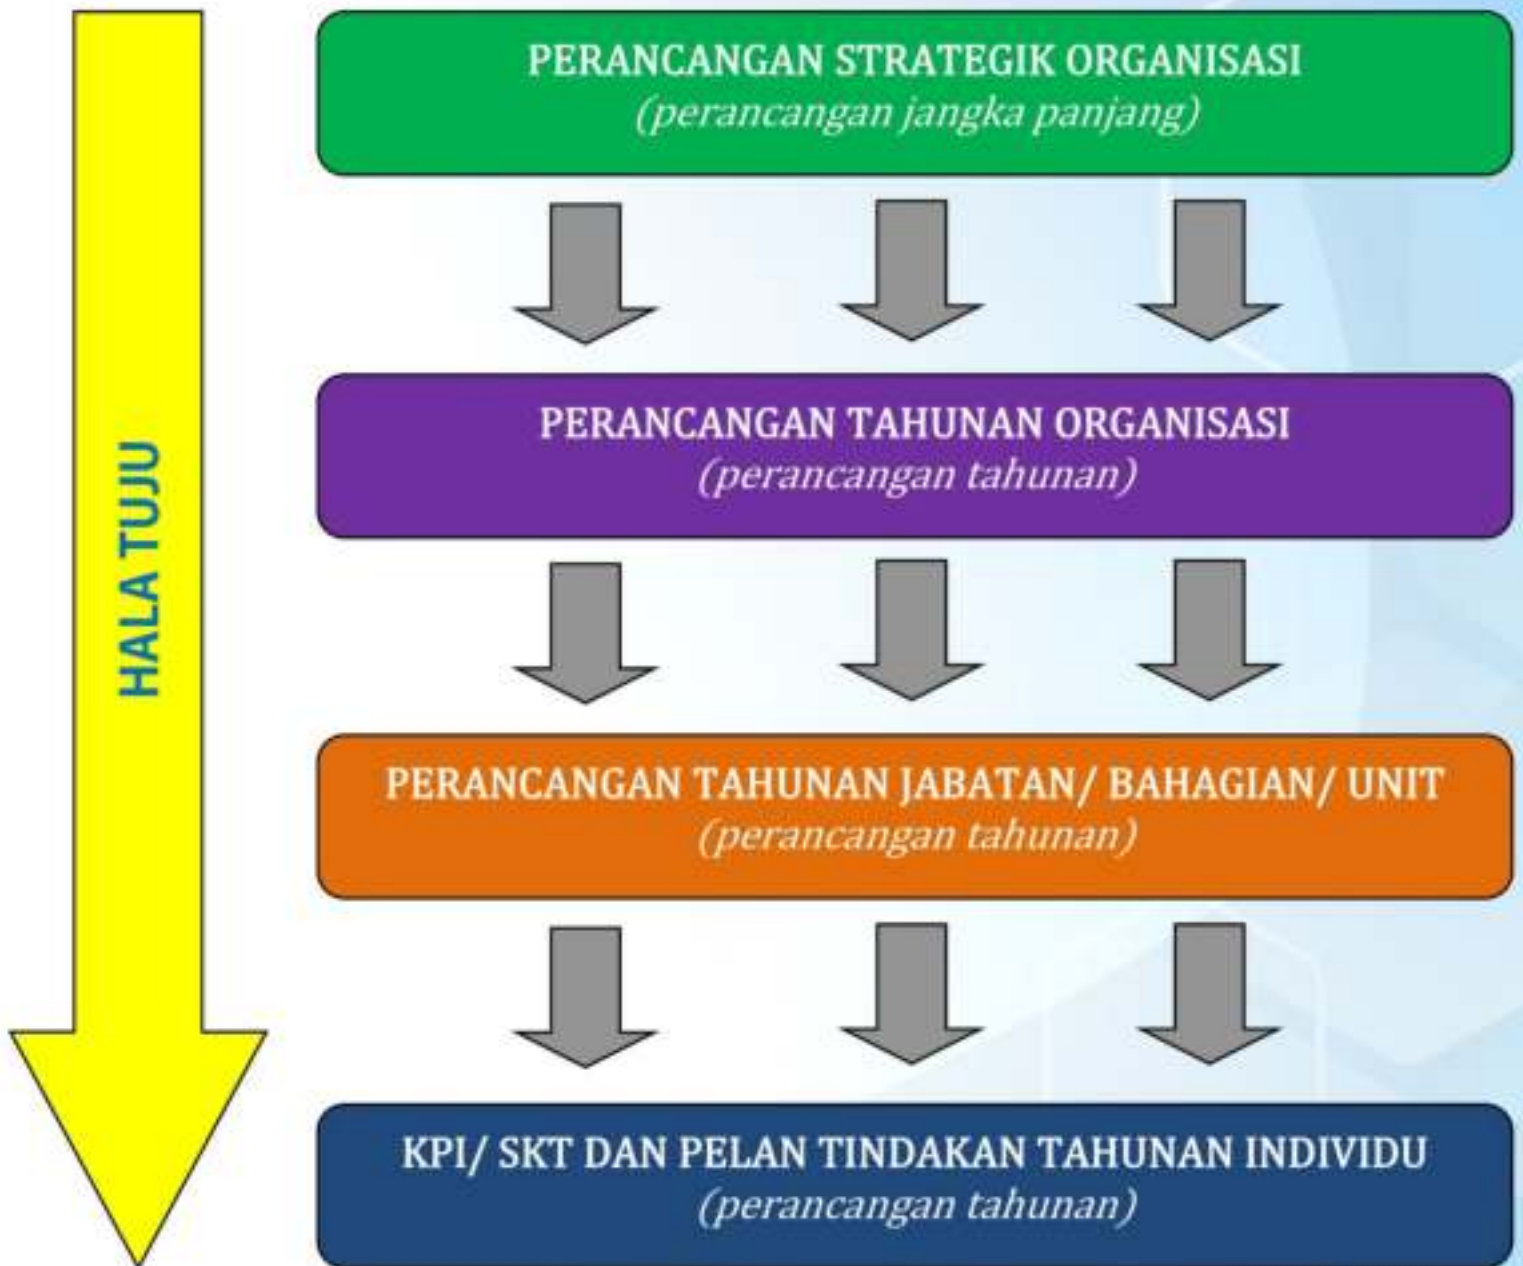 HALA TUJU
PERANCANGAN STRATEGIK ORGANISASI
(perancangan jangka panjang)
PERANCANGAN TAHUNAN ORGANISASI
(perancangan tahunan)
PERANCANGAN TAHUNAN JABATAN/ BAHAGIAN/ UNIT
(perancangan tahunan)
KPI/ SKT DAN PELAN TINDAKAN TAHUNAN INDIVIDU
(perancangan tahunan)